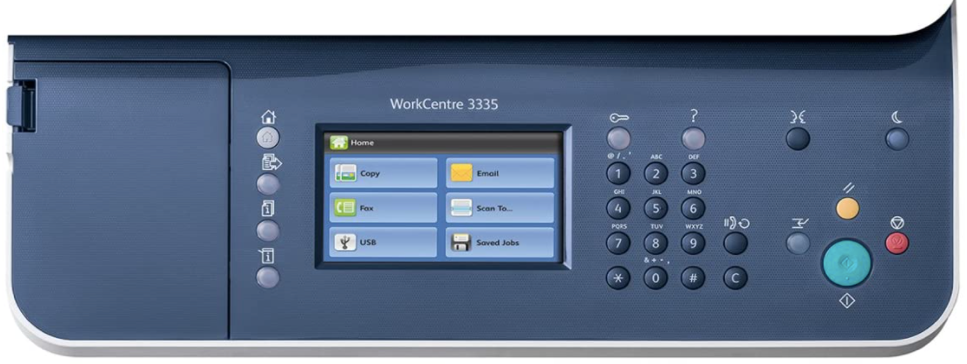 WorkCentre 3335
Home
Copy
Email
Fax
Scan To...
USB
Saved Jobs
?
@ / . '
ABC
DEF
1
2
3
GHI
JKL
MNO
4
5
6
PQRS
TUV
WXYZ
7
8
9
& + - ,
*
0
#
C